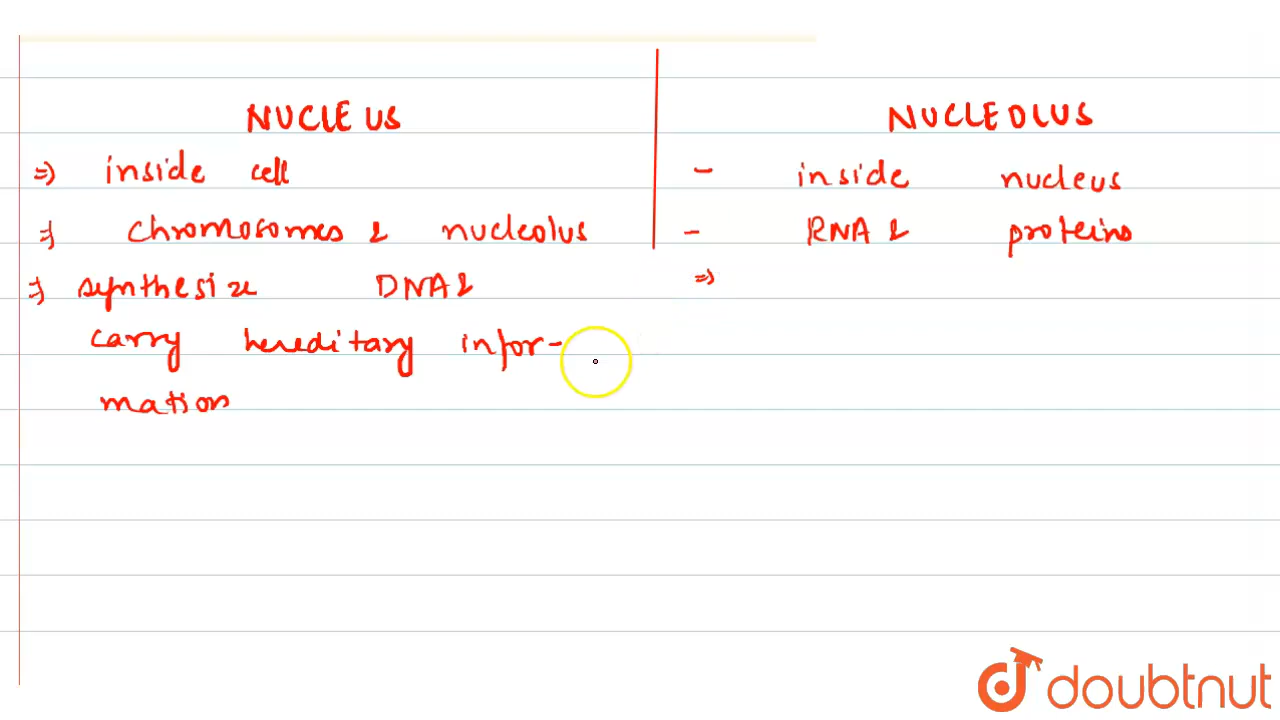 NUCLEUS
⇒ inside cell
⇒ chromosomes & nucleolus
⇒ synthesize DNA &
carry hereditary infor-
mation
NUCLEOLUS
- inside nucleus
- RNA & proteins
⇒
doubtnut